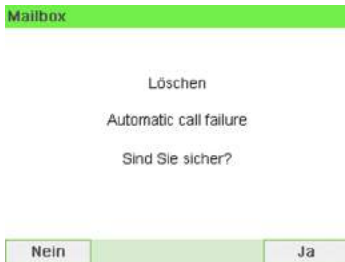 Mailbox
Löschen
Automatic call failure
Sind Sie sicher?
Nein Ja